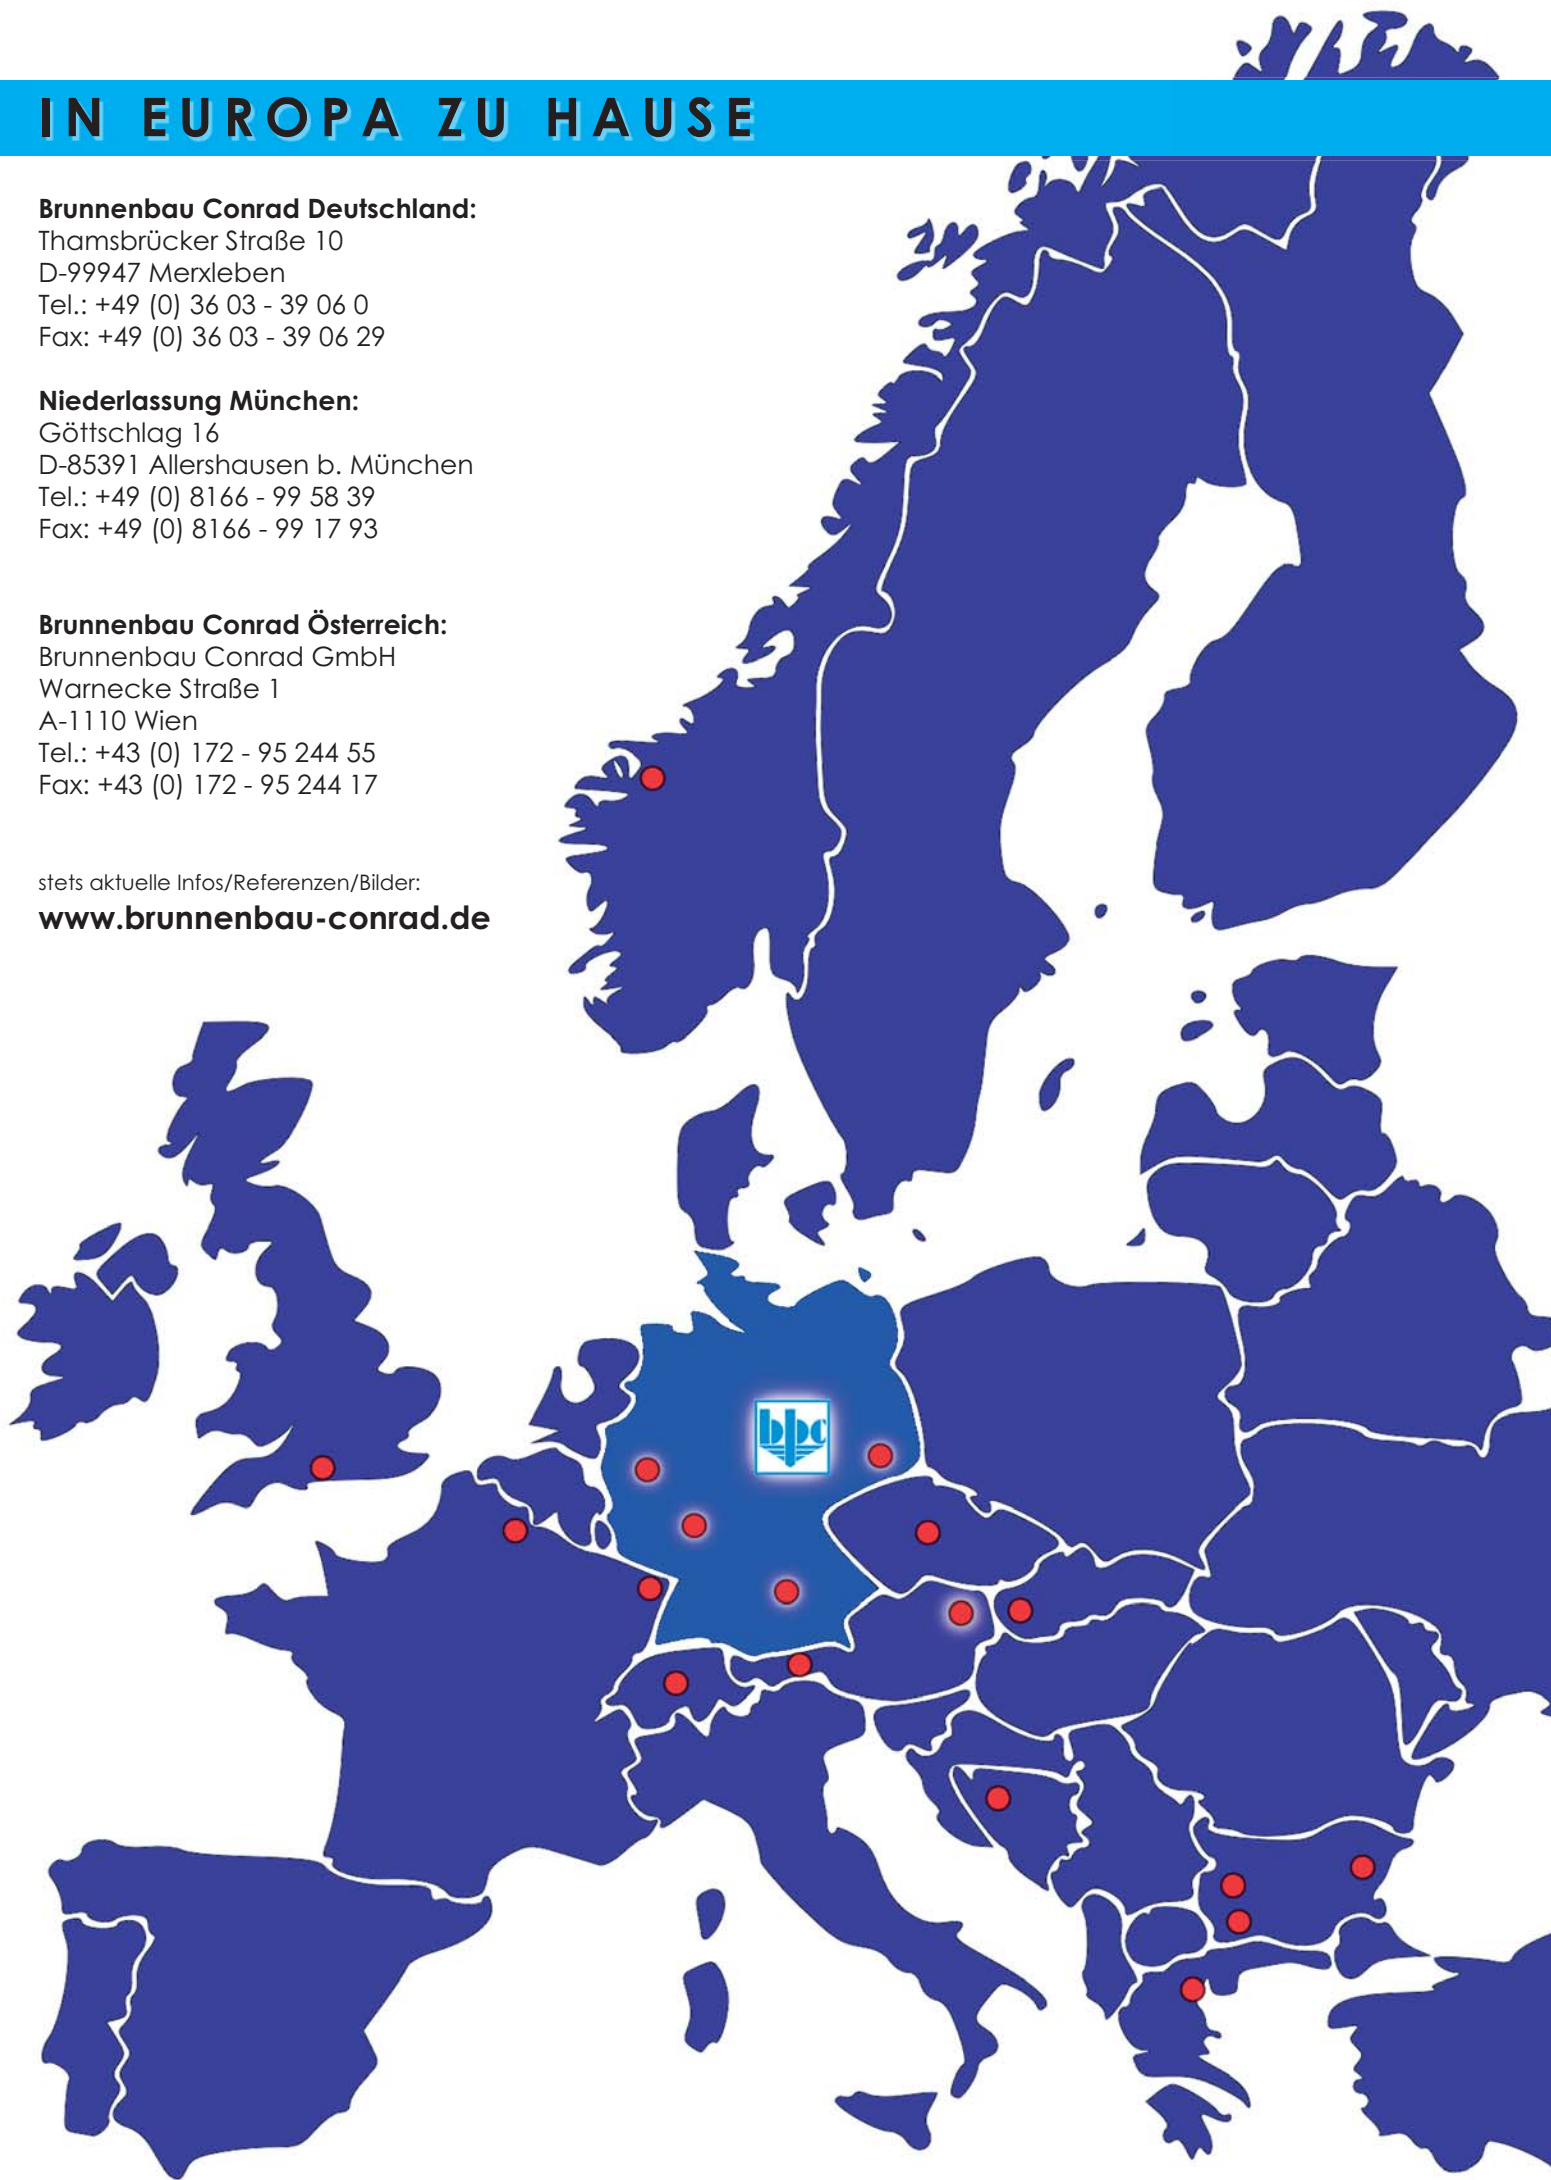 IN EUROPA ZU HAUSE
Brunnenbau Conrad Deutschland:
Thamsbrücker Straße 10
D-99947 Merxleben
Tel.: +49 (0) 36 03 - 39 06 0
Fax: +49 (0) 36 03 - 39 06 29
Niederlassung München:
Göttschlag 16
D-85391 Allershausen b. München
Tel.: +49 (0) 8166 - 99 58 39
Fax: +49 (0) 8166 - 99 17 93
Brunnenbau Conrad Österreich:
Brunnenbau Conrad GmbH
Warnecke Straße 1
A-1110 Wien
Tel.: +43 (0) 172 - 95 244 55
Fax: +43 (0) 172 - 95 244 17
stets aktuelle Infos/Referenzen/Bilder:
www.brunnenbau-conrad.de
bpc